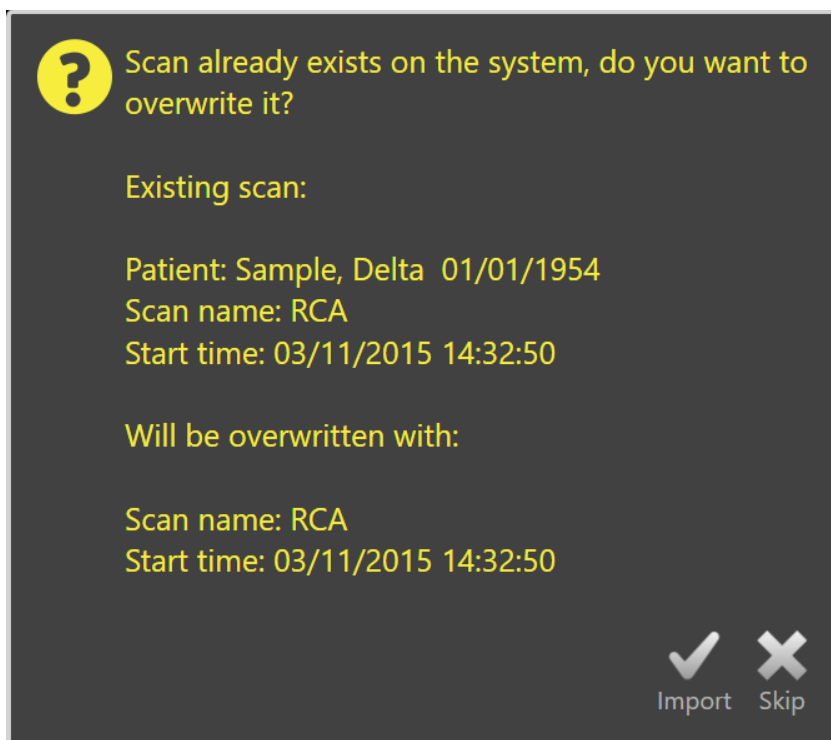 Scan already exists on the system, do you want to
overwrite it?
Existing scan:
Patient: Sample, Delta 01/01/1954
Scan name: RCA
Start time: 03/11/2015 14:32:50
Will be overwritten with:
Scan name: RCA
Start time: 03/11/2015 14:32:50
Import Skip